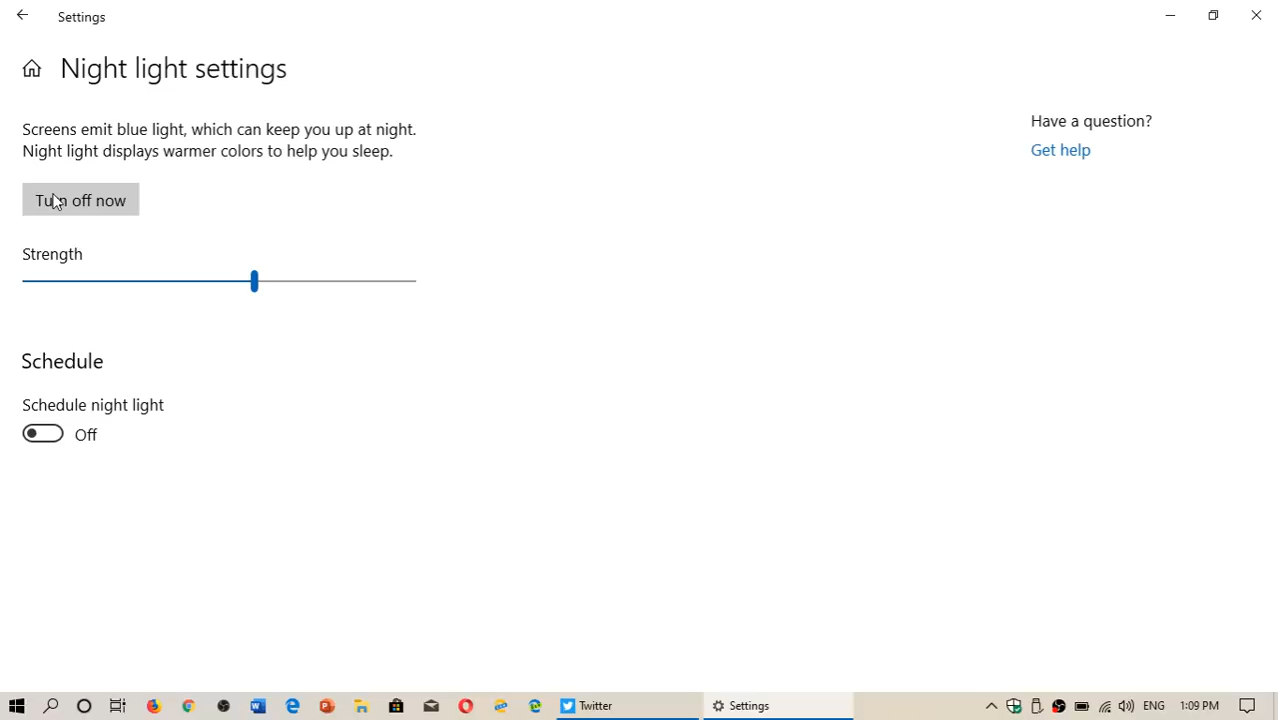 Settings
Night light settings
Screens emit blue light, which can keep you up at night.
Night light displays warmer colors to help you sleep.
Turn off now
Strength
Schedule
Schedule night light
Off
Have a question?
Get help
Twitter
Settings
ENG
1:09 PM